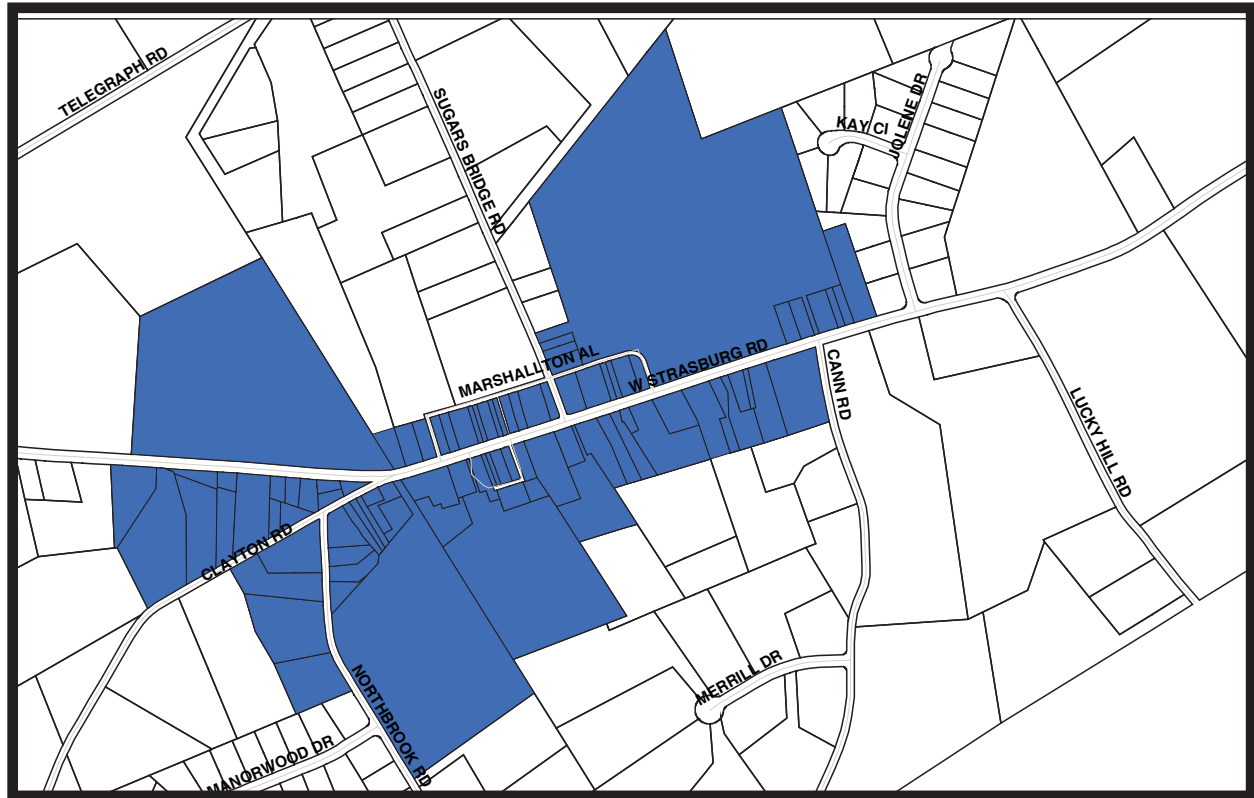 TELEGRAPH RD
SUGARS BRIDGE RD
KAY CI
JOLENE DR
MARSHALLTON AL
W STRASBURG RD
CANN RD
LUCKY HILL RD
CLAYTON RD
NORTHBROOK RD
MERRILL DR
MANORWOOD DR